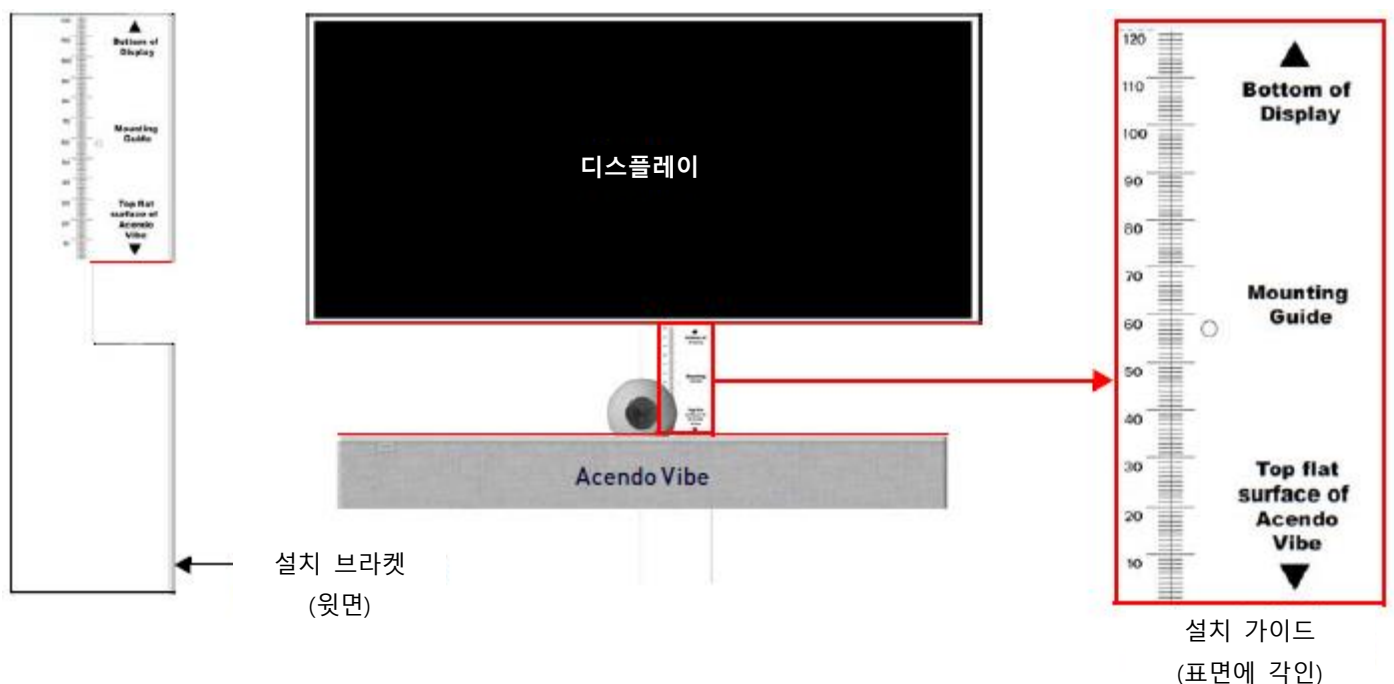 Bottom of
Display
Mounting
Guide
Top flat
surface of
Acendo
Vibe
디스플레이
Acendo Vibe
설치 브라켓
(윗면)
120
110
100
90
80
70
60
50
40
30
20
10
Bottom of
Display
Mounting
Guide
Top flat
surface of
Acendo
Vibe
설치 가이드
(표면에 각인)